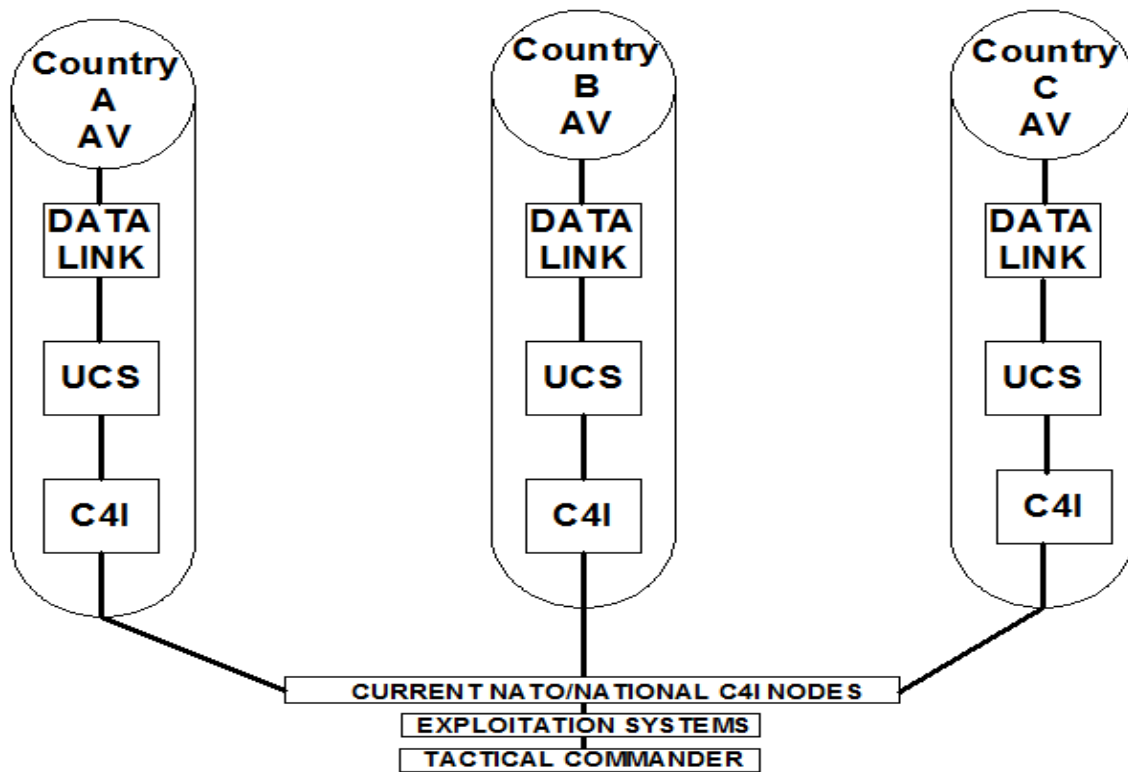 Country
A
AV
DATA
LINK
UCS
C4I
Country
B
AV
DATA
LINK
UCS
C4I
Country
C
AV
DATA
LINK
UCS
C4I
CURRENT NATO/NATIONAL C4I NODES
EXPLOITATION SYSTEMS
TACTICAL COMMANDER